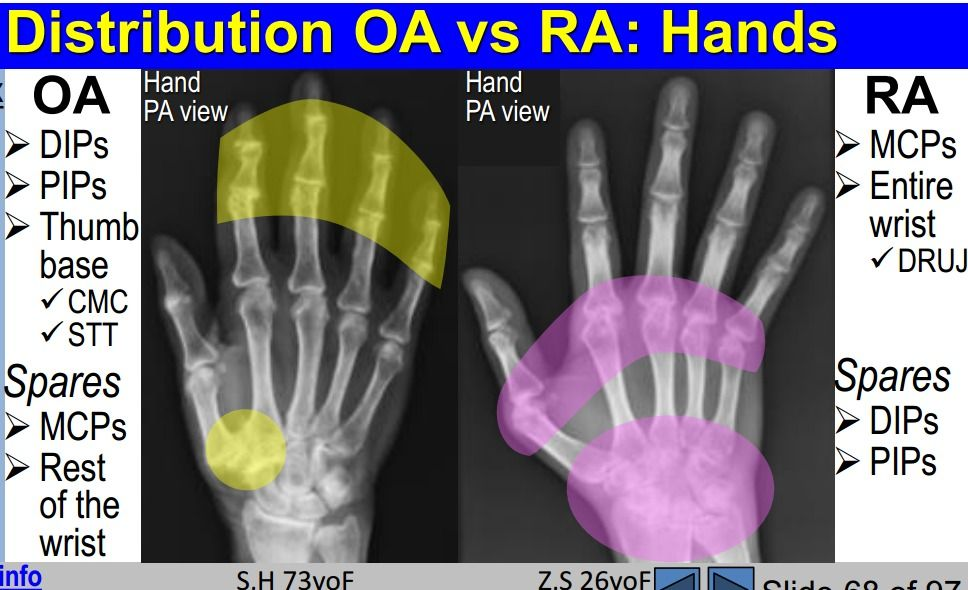 Distribution OA vs RA: Hands
OA
➢ DIPs
➢ PIPs
➢ Thumb
base
✓ CMC
✓ STT
Spares
➢ MCPs
➢ Rest
of the
wrist
info
Hand
PA view
S.H 73yoF
Hand
PA view
Z.S 26yoF
RA
➢ MCPs
➢ Entire
wrist
✓ DRUJ
Spares
➢ DIPs
➢ PIPs
Slide 68 of 97